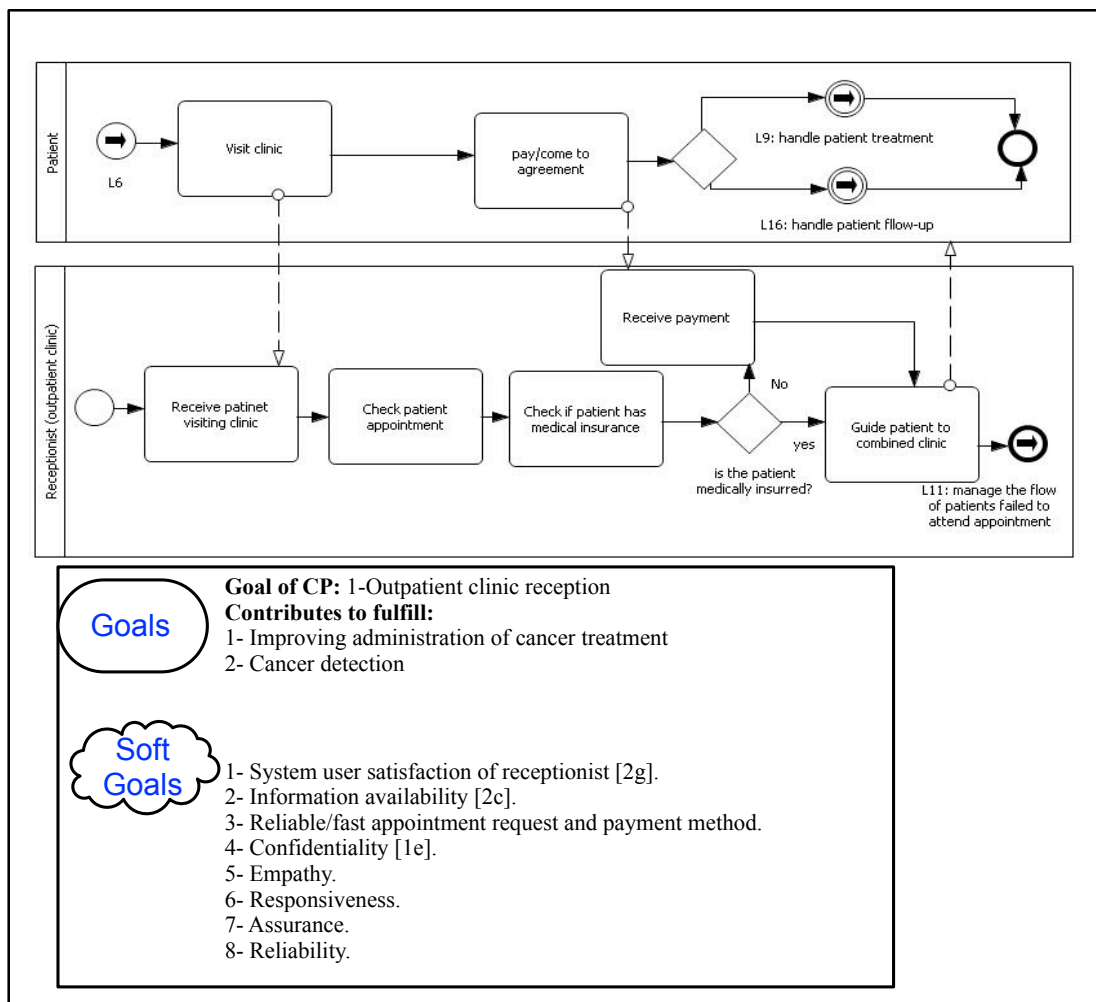 Patient
L6
Visit clinic
pay/come to
agreement
L9: handle patient treatment
L16: handle patient fllow-up
Receptionist (outpatient clinic)
Receive patinet
visiting clinic
Check patient
appointment
Check if patient has
medical insurance
Receive payment
No
yes
is the patient
medically insurred?
Guide patient to
combined clinic
L11: manage the flow
of patients failed to
attend appointment
Goals
Goal of CP: 1-Outpatient clinic reception
Contributes to fulfill:
1- Improving administration of cancer treatment
2- Cancer detection
Soft
Goals
1- System user satisfaction of receptionist [2g].
2- Information availability [2c].
3- Reliable/fast appointment request and payment method.
4- Confidentiality [1e].
5- Empathy.
6- Responsiveness.
7- Assurance.
8- Reliability.